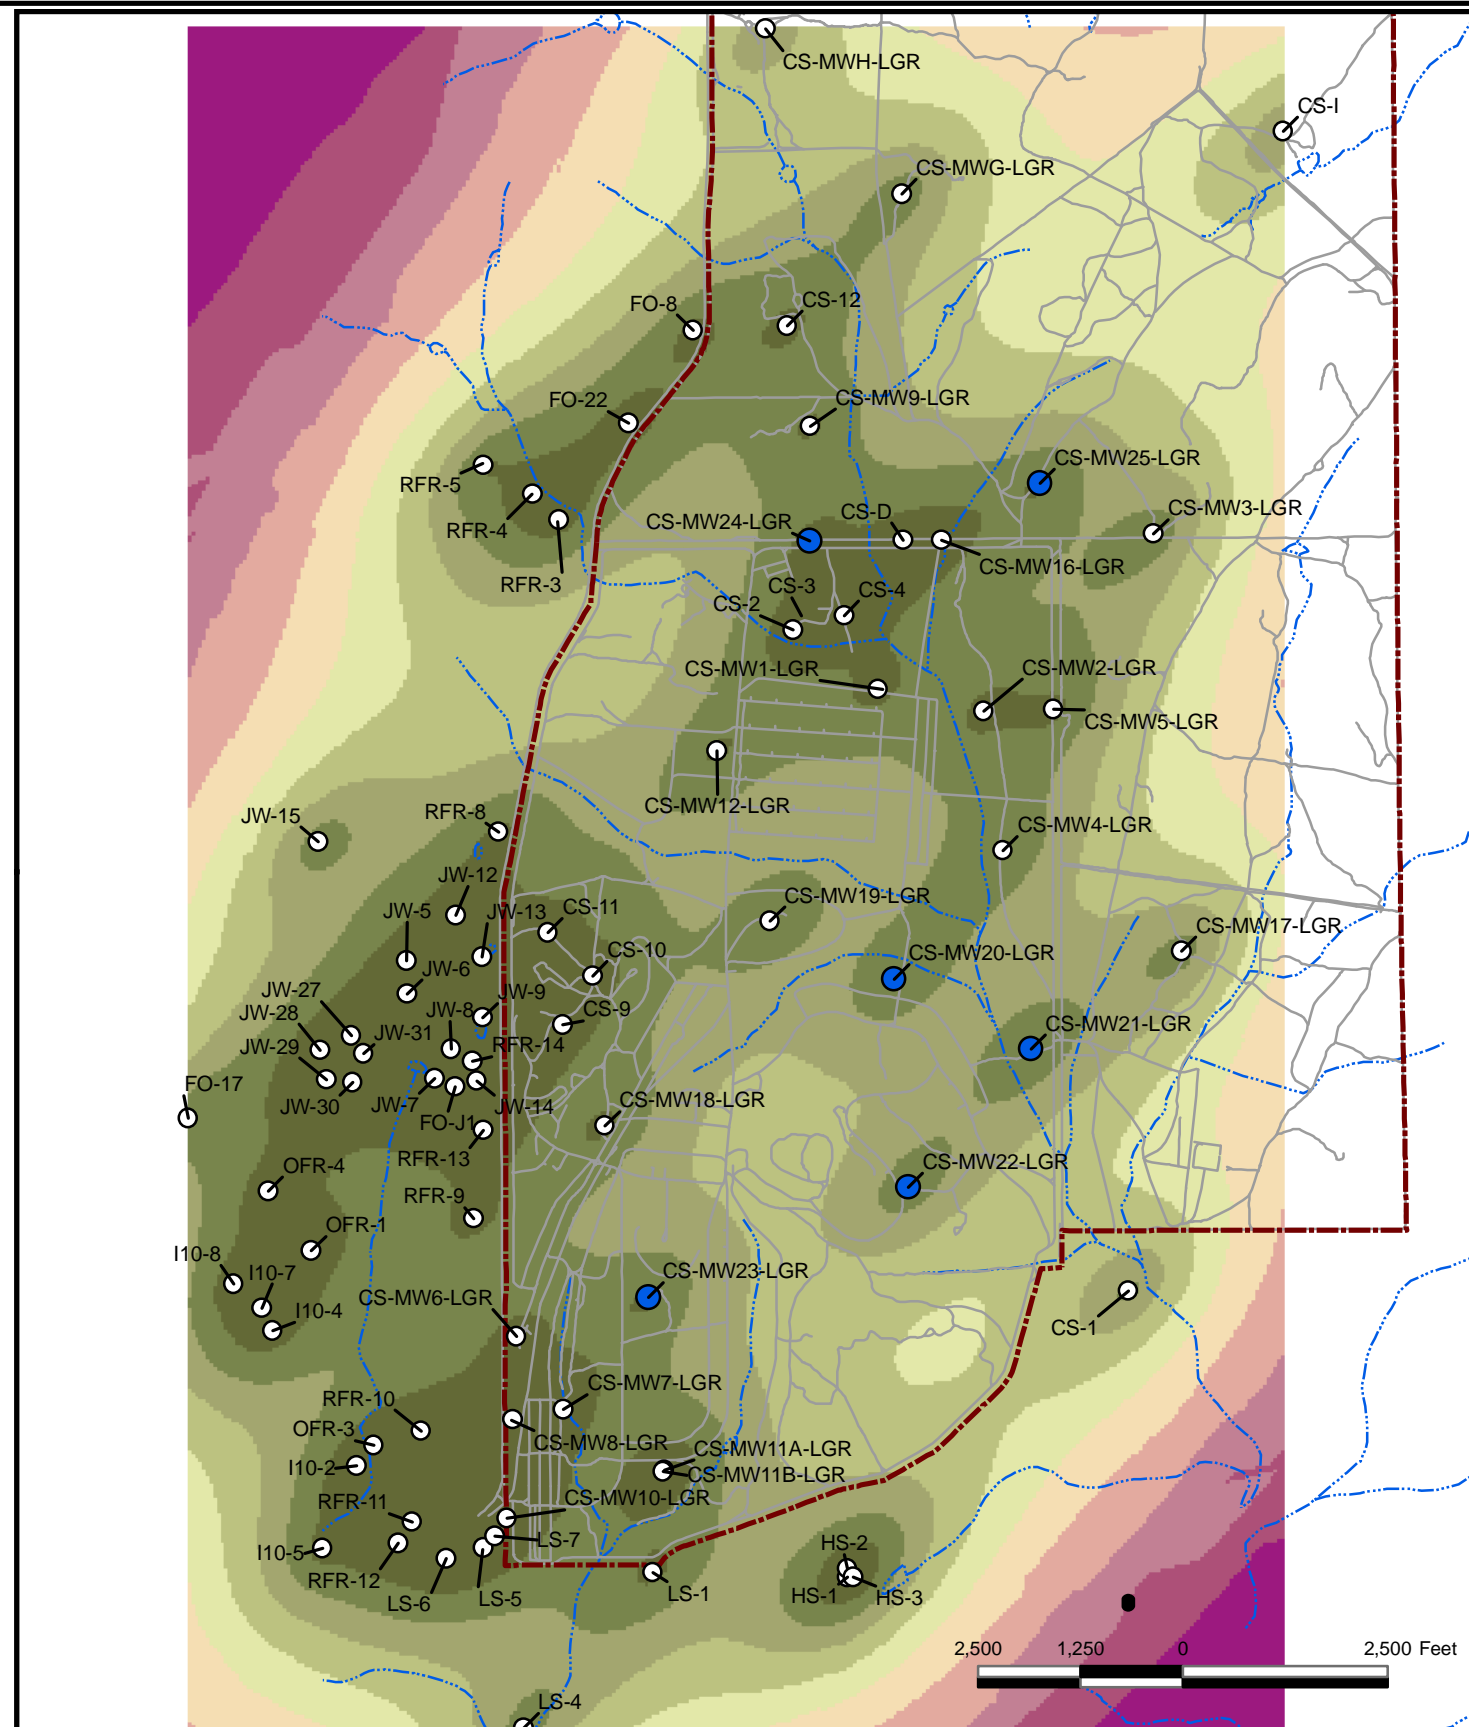 CS-MWH-LGR
CS-I
CS-MWG-LGR
FO-8
CS-12
FO-22
CS-MW9-LGR
RFR-5
CS-MW25-LGR
RFR-4
CS-MW24-LGR
CS-D
CS-MW3-LGR
CS-MW16-LGR
RFR-3
CS-3
CS-4
CS-2
CS-MW1-LGR
CS-MW2-LGR
CS-MW5-LGR
CS-MW12-LGR
JW-15
RFR-8
CS-MW4-LGR
JW-12
CS-MW19-LGR
JW-5
JW-13
CS-11
CS-MW17-LGR
CS-10
CS-MW20-LGR
JW-6
JW-27
JW-9
JW-28
JW-8
CS-9
CS-MW21-LGR
JW-31
RFR-14
JW-29
FO-17
JW-30
JW-7
JW-14
CS-MW18-LGR
FO-J1
RFR-13
OFR-4
CS-MW22-LGR
RFR-9
OFR-1
I10-8
I10-7
CS-MW23-LGR
I10-4
CS-MW6-LGR
CS-1
CS-MW7-LGR
RFR-10
OFR-3
CS-MW8-LGR
CS-MW11A-LGR
I10-2
CS-MW11B-LGR
RFR-11
CS-MW10-LGR
LS-7
HS-2
I10-5
RFR-12
LS-6
LS-5
LS-1
HS-1
HS-3
2,500 1,250 0 2,500 Feet
LS-4